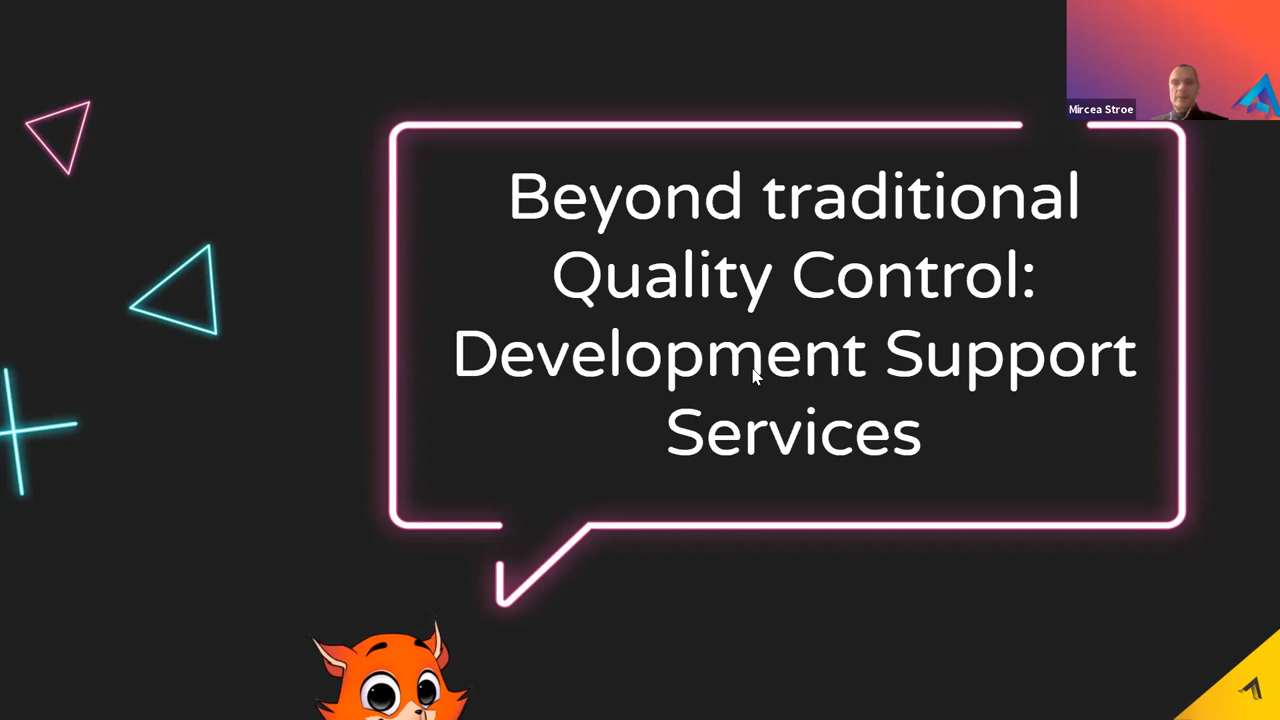 Mircea Stroe
Beyond traditional
Quality Control:
Development Support
Services